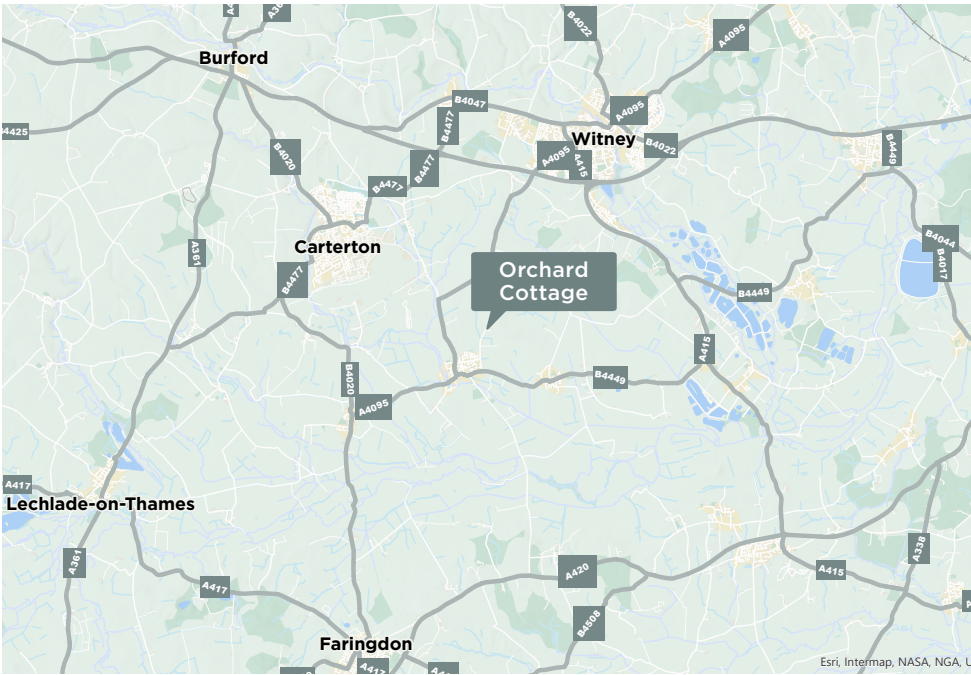 B4022
A4095
Burford
B4047
A4095
B4477
Witney
B4022
B4425
B4020
A4095
A415
B4449
B4477
B4477
Carterton
A361
B4477
B4044
B4017
Orchard
Cottage
B4449
A415
B4020
B4449
A4095
A417
Lechlade-on-Thames
A361
A417
A420
A415
A338
B4508
Faringdon
A417
Esri, Intermap, NASA, NGA, U